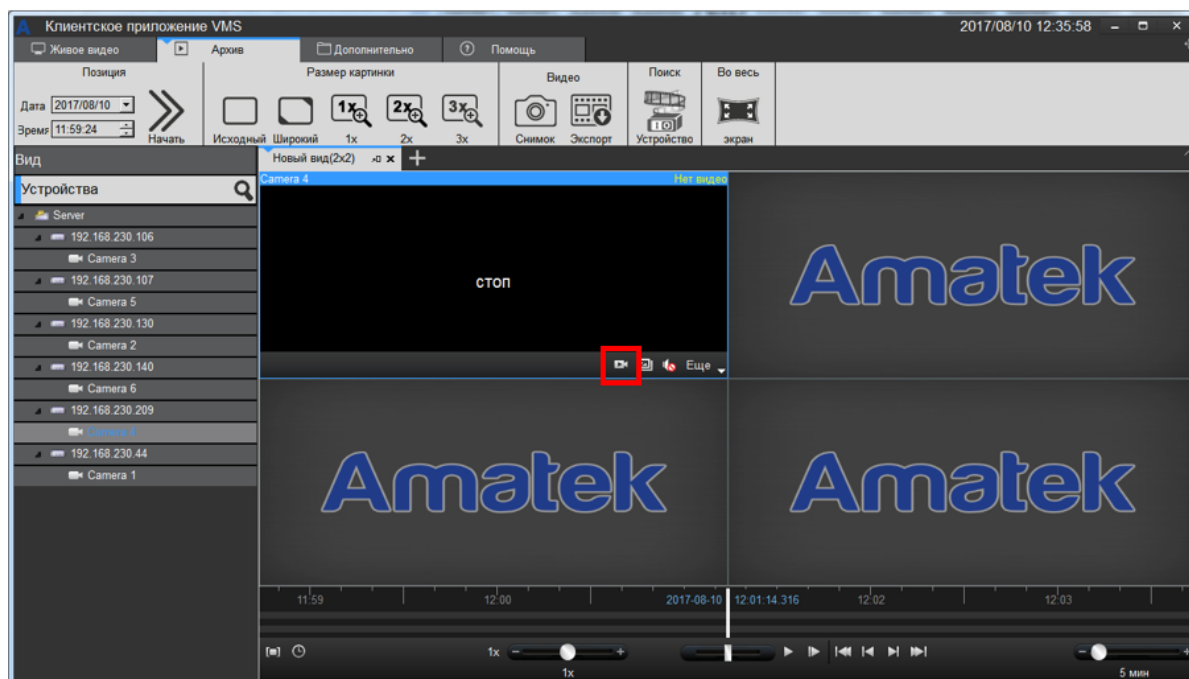 Клиентское приложение VMS
2017/08/10 12:35:58
Живое видео
Архив
Дополнительно
Помощь
Позиция
Размер картинки
Видео
Поиск
Во весь
Дата 2017/08/10
Время 11:59:24
Начать
Исходный
Широкий
1x
1x
2x
2x
3x
3x
Снимок
Экспорт
Устройство
экран
Вид
Новый вид(2x2)
Устройства
Server
192.168.230.106
Camera 3
192.168.230.107
Camera 5
192.168.230.130
Camera 2
192.168.230.140
Camera 6
192.168.230.209
192.168.230.44
Camera 1
Camera 4
Нет видео
стоп
Еще
Amatek
Amatek
Amatek
11:59
12:00
2017-08-10 12:01:14.316
12:02
12:03
1x
1x
5 мин